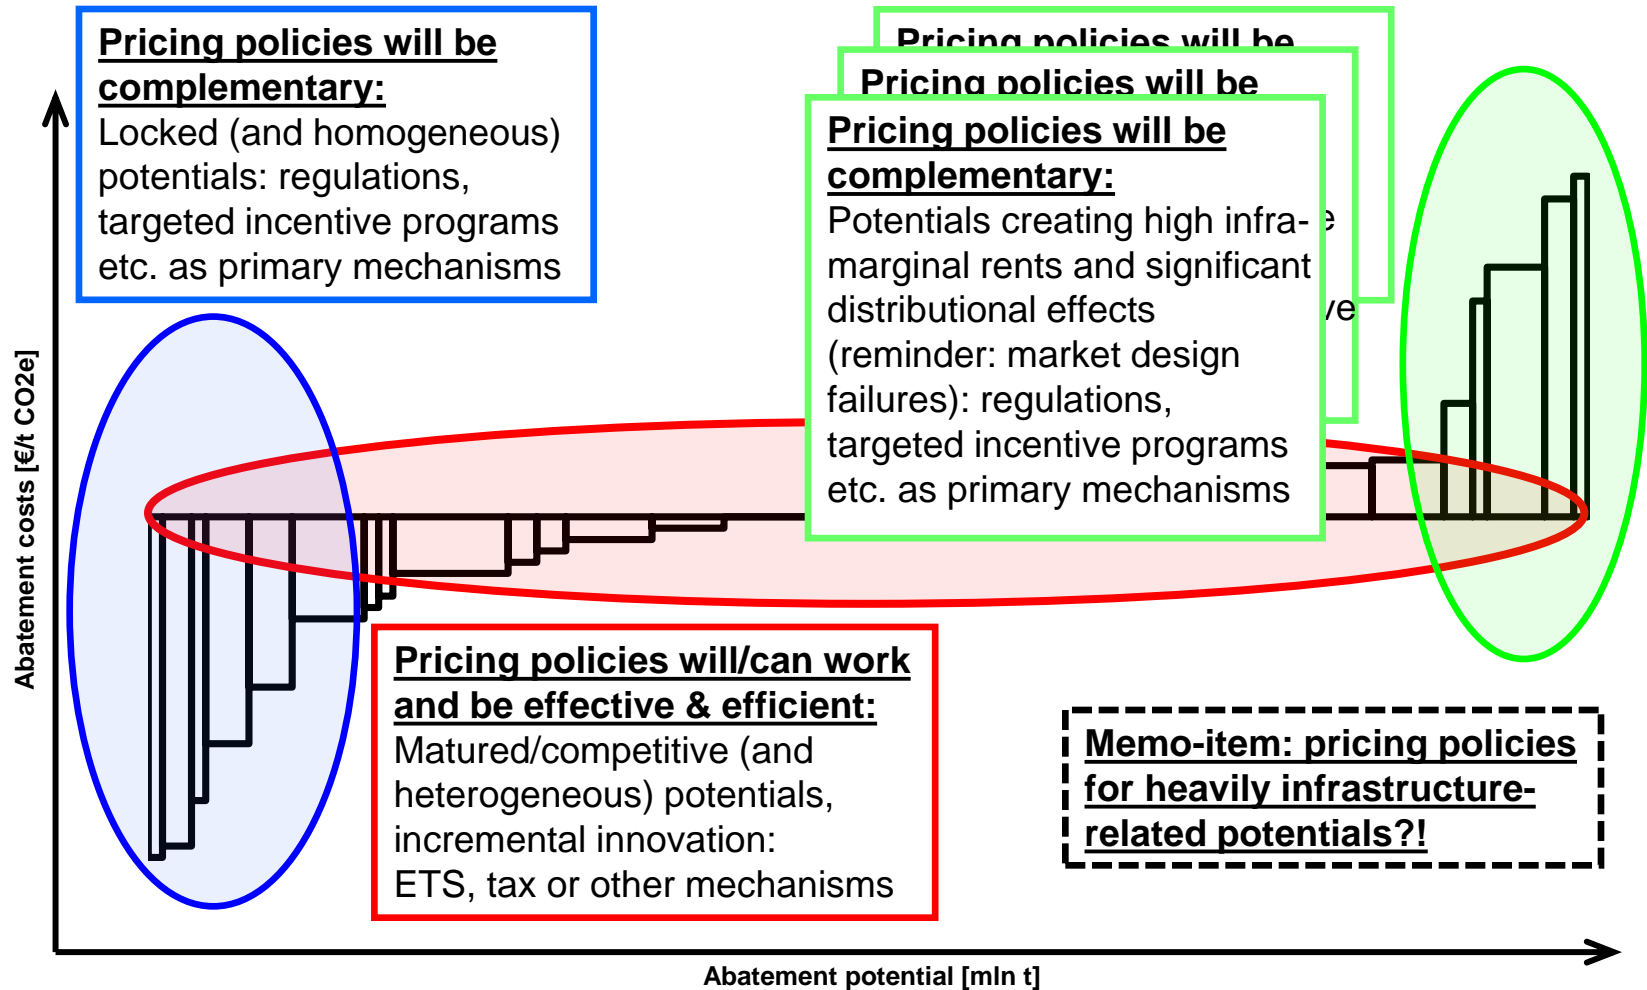 Pricing policies will be
complementary:
Locked (and homogeneous)
potentials: regulations,
targeted incentive programs
etc. as primary mechanisms
Pricing policies will be
Pricing policies will be
Pricing policies will be
complementary:
Potentials creating high infra-
marginal rents and significant
distributional effects
(reminder: market design
failures): regulations,
targeted incentive programs
etc. as primary mechanisms
Abatement costs [€/t CO2e]
Pricing policies will/can work
and be effective & efficient:
Matured/competitive (and
heterogeneous) potentials,
incremental innovation:
ETS, tax or other mechanisms
Memo-item: pricing policies
for heavily infrastructure-
related potentials?!
Abatement potential [mln t]